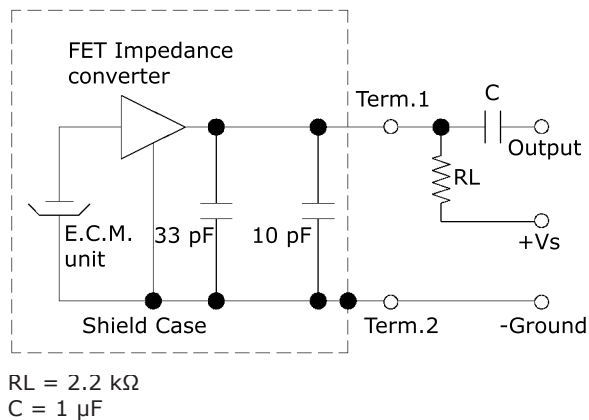 FET Impedance
converter
Term.1
C
Output
RL
E.C.M.
unit
33 pF
10 pF
+Vs
Shield Case
Term.2
-Ground
RL = 2.2 kΩ
C = 1 µF